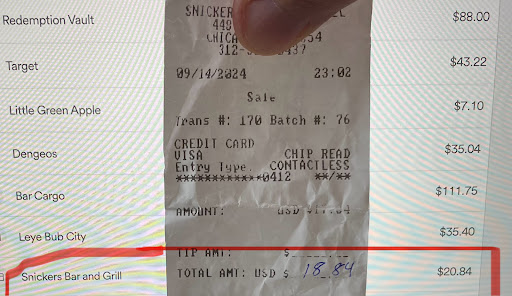 Redemption Vault $88.00
SNICKER
449
CHICA 54
312-
09/14/2024 23:02
Target $43.22
Sale
Little Green Apple $7.10
Trans #: 170 Batch #: 76
CREDIT CARD
Dengeos $35.04
VISA CHIP READ
Entry Type. CONTACTLESS
************0412 **/**
Bar Cargo $111.75
AMOUNT: USD
Leye Bub City $35.40
TIP AMT: $
Snickers Bar and Grill $20.84
TOTAL AMT: USD $ 18.84